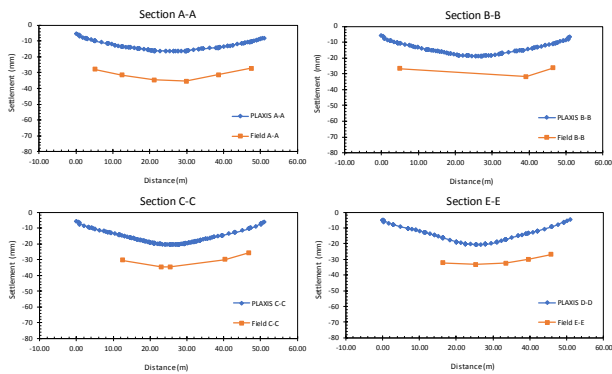 Section A-A
0
-10
-20
-30
-40
-50
-60
-70
-80
Settlement (mm)
PLAXIS A-A
Field A-A
-10.00 0.00 10.00 20.00 30.00 40.00 50.00 60.00
Distance (m)
Section B-B
0
-10
-20
-30
-40
-50
-60
-70
-80
Settlement (mm)
PLAXIS B-B
Field B-B
-10.00 0.00 10.00 20.00 30.00 40.00 50.00 60.00
Distance (m)
Section C-C
0
-10
-20
-30
-40
-50
-60
-70
-80
Settlement (mm)
PLAXIS C-C
Field C-C
-10.00 0.00 10.00 20.00 30.00 40.00 50.00 60.00
Distance (m)
Section E-E
0
-10
-20
-30
-40
-50
-60
-70
-80
Settlement (mm)
PLAXIS D-D
Field E-E
-10.00 0.00 10.00 20.00 30.00 40.00 50.00 60.00
Distance (m)